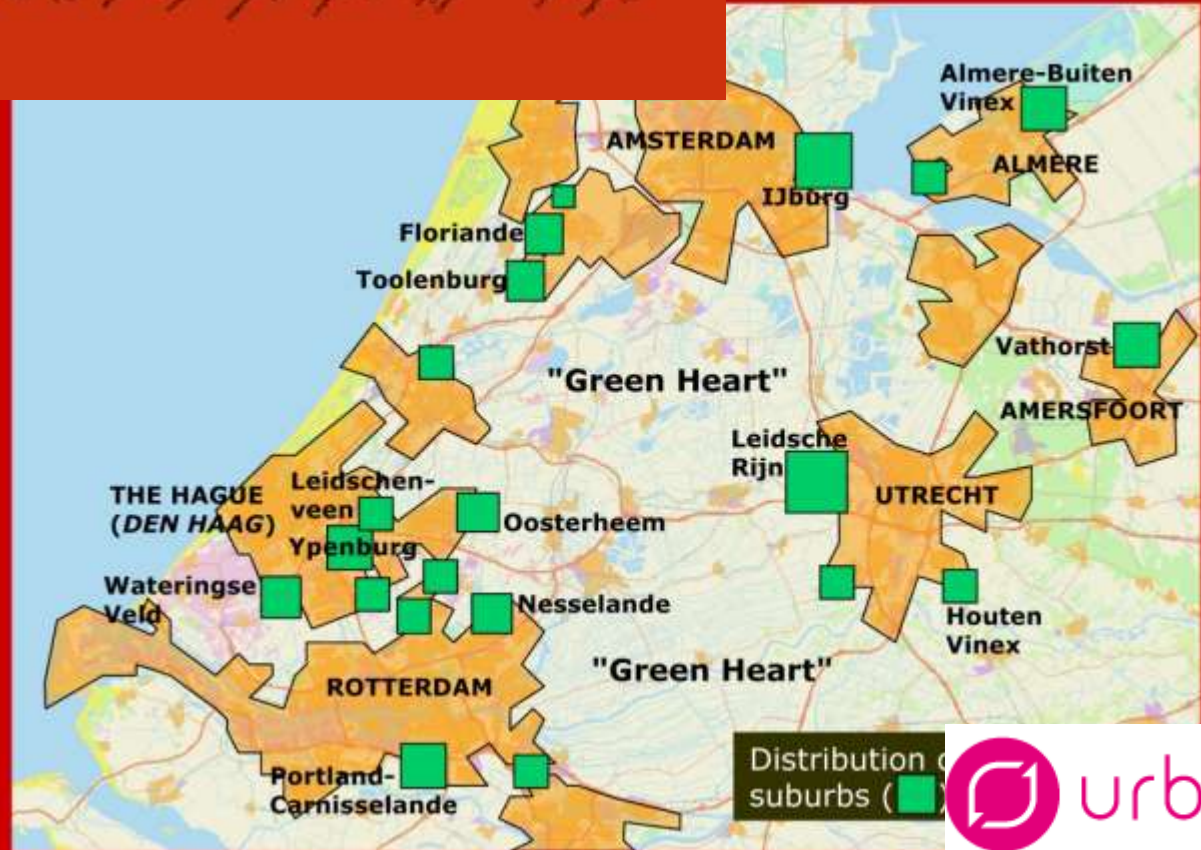 Almere-Buiten
Vinex
AMSTERDAM
ALMERE
IJburg
Floriande
Toolenburg
Vathorst
"Green Heart"
AMERSFOORT
Leidsche
Rijn
Leidschen-
veen
THE HAGUE
(DEN HAAG)
UTRECHT
Oosterheem
Ypenburg
Wateringse
Veld
Nesselande
Houten
Vinex
"Green Heart"
ROTTERDAM
Portland-
Carnisselande
Distribution
suburbs ( )
urb